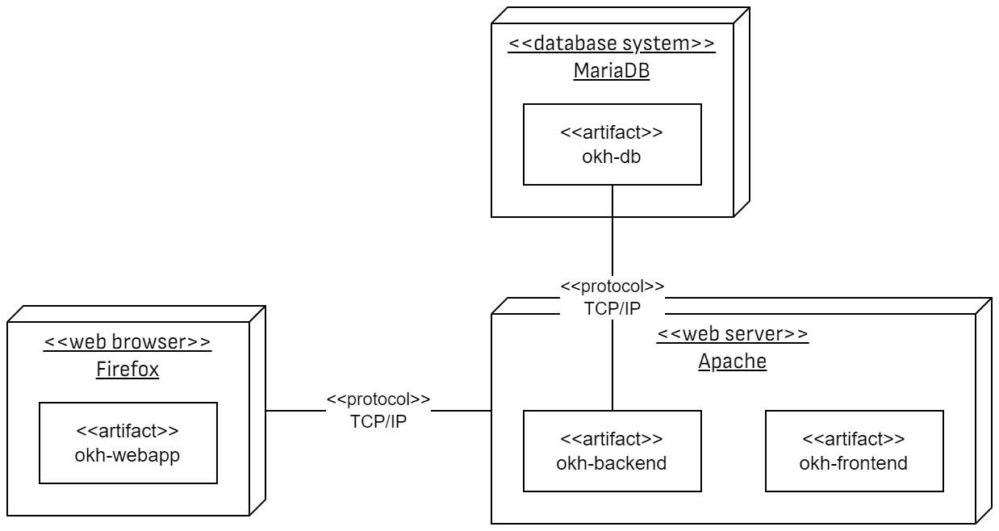 <<database system>>
MariaDB
<<artifact>>
okh-db
<<protocol>>
TCP/IP
<<web server>>
Apache
<<web browser>>
Firefox
<<protocol>>
TCP/IP
<<artifact>>
okh-webapp
<<artifact>>
okh-backend
<<artifact>>
okh-frontend